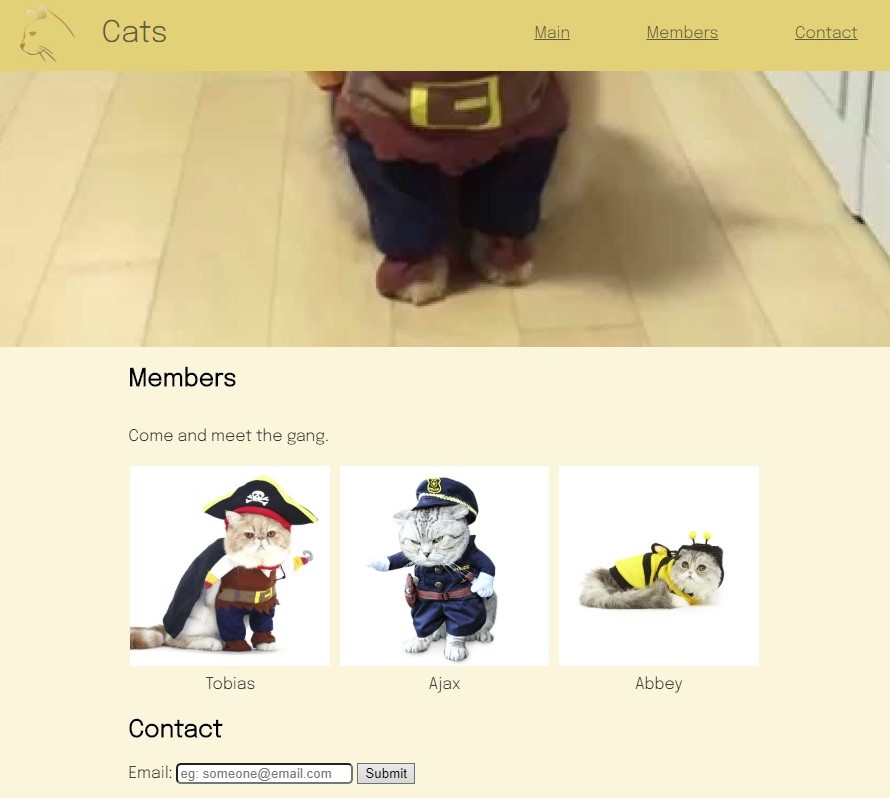 Cats
Main Members Contact
Members
Come and meet the gang.
POLICE
Tobias Ajax Abbey
Contact
Email: eg: someone@email.com Submit